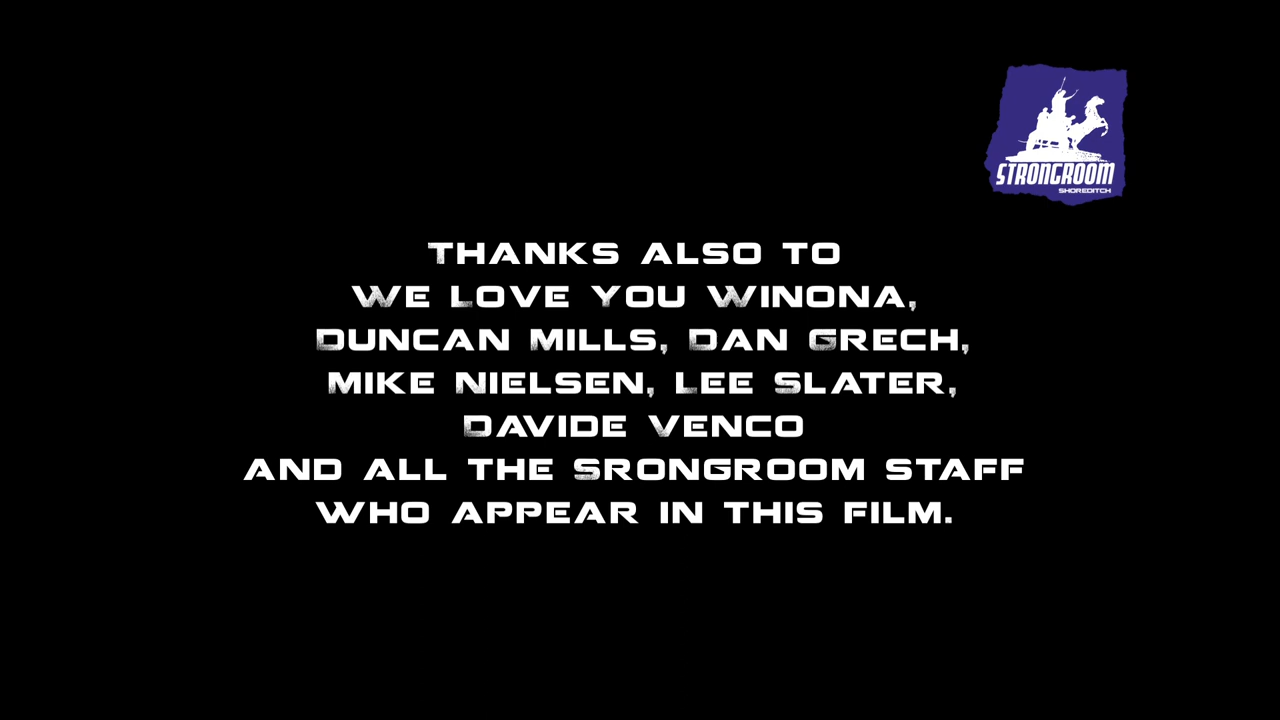 STRONGROOM
SHOREDITCH
THANKS ALSO TO
WE LOVE YOU WINONA,
DUNCAN MILLS, DAN GRECH,
MIKE NIELSEN, LEE SLATER,
DAVIDE VENCO
AND ALL THE SRONGROOM STAFF
WHO APPEAR IN THIS FILM.